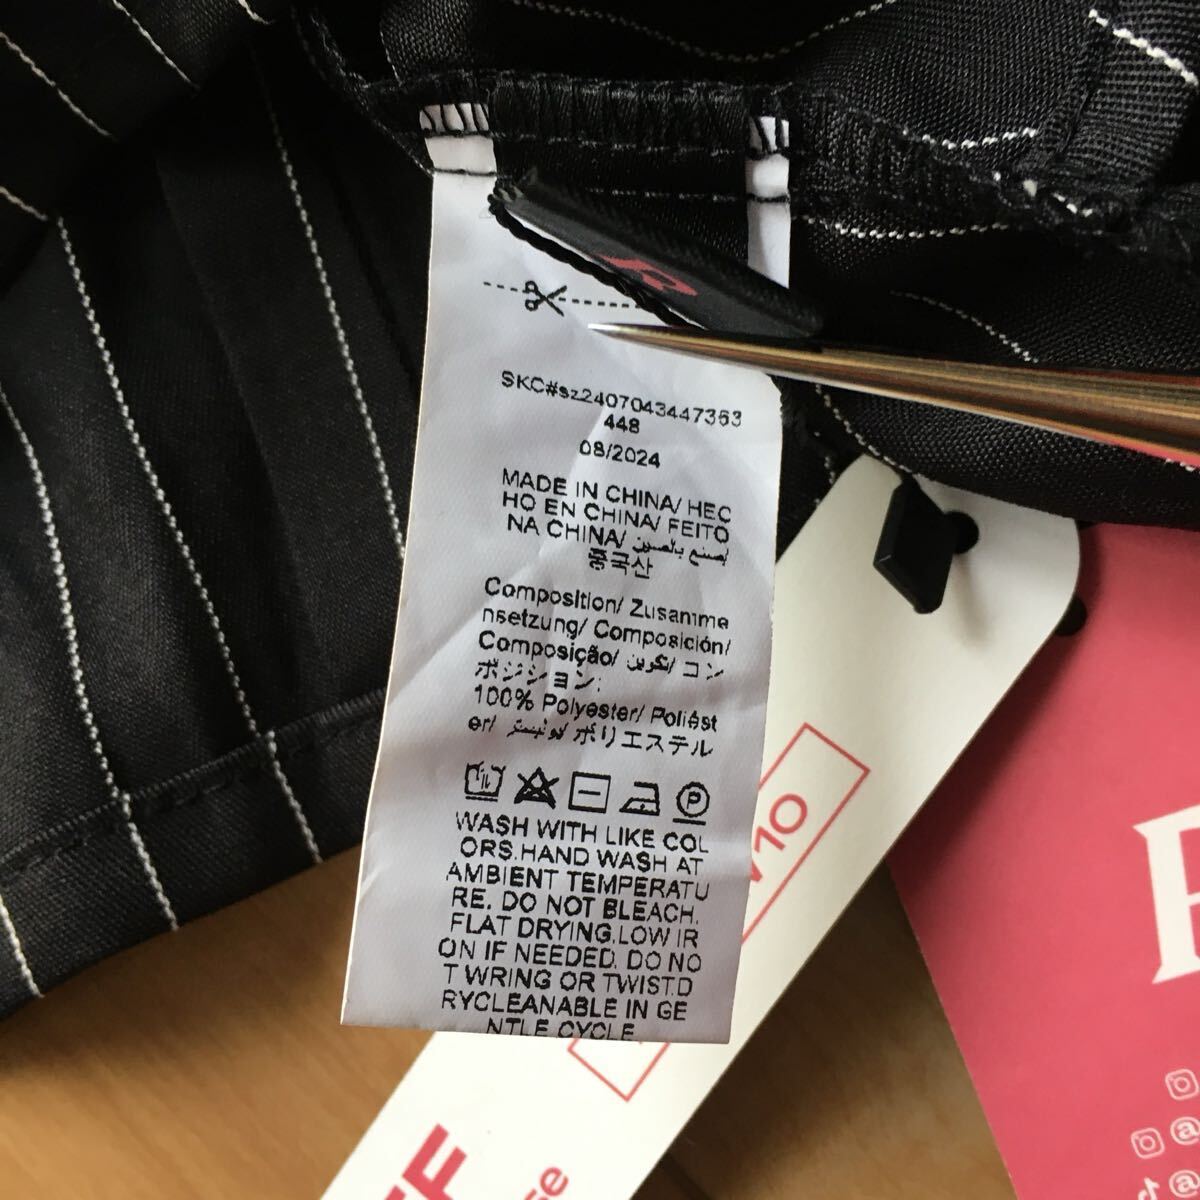 SKC#sz2407043447363
448
08/2024
MADE IN CHINA/ HEC
HO EN CHINA/ FEITO
NA CHINA/ يصنع بالصين/
중국산
Composition/ Zusamme
nsetzung/ Composición/
Composição/ تكوين/ コン
ポジション:
100% Polyester/ Poliést
er/ بوليستر/ ポリエステル
P
WASH WITH LIKE COL
ORS.HAND WASH AT
AMBIENT TEMPERATU
RE. DO NOT BLEACH.
FLAT DRYING.LOW IR
ON IF NEEDED. DO NO
T WRING OR TWIST.D
RYCLEANABLE IN GE
NTLE CYCLE